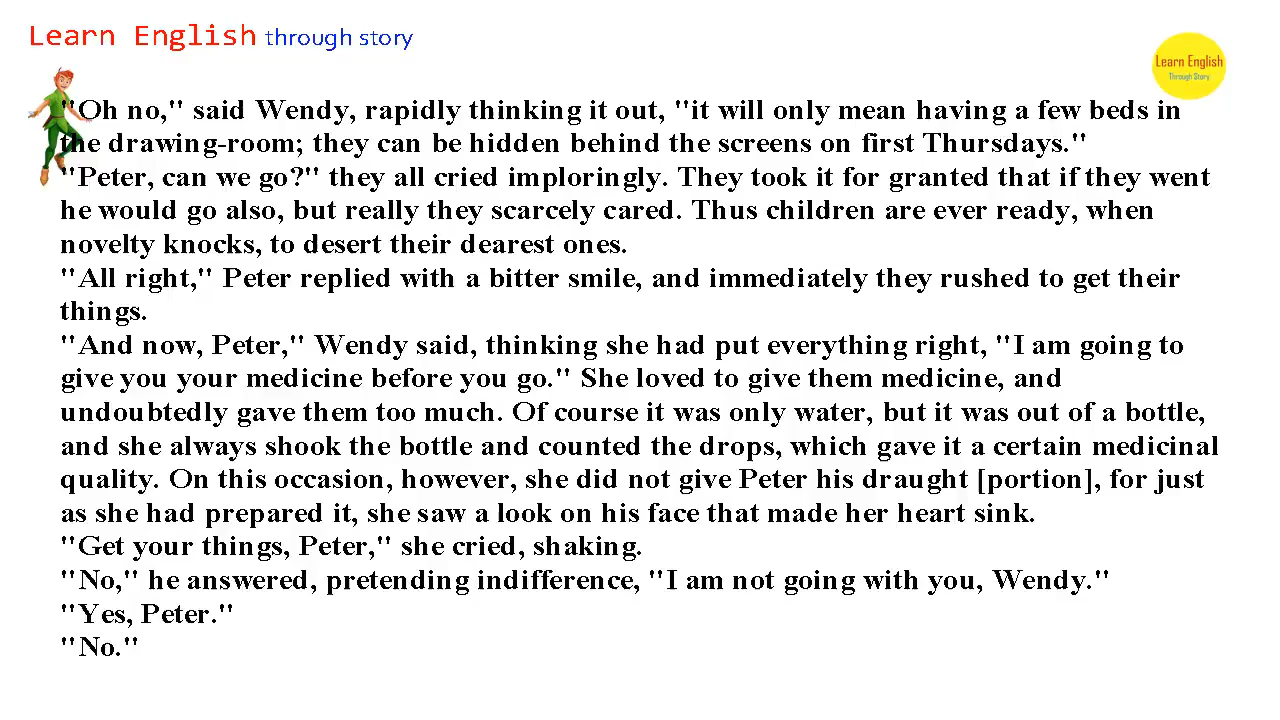 Learn English through story
Learn English
Through Story
"Oh no," said Wendy, rapidly thinking it out, "it will only mean having a few beds in
the drawing-room; they can be hidden behind the screens on first Thursdays."
"Peter, can we go?" they all cried imploringly. They took it for granted that if they went
he would go also, but really they scarcely cared. Thus children are ever ready, when
novelty knocks, to desert their dearest ones.
"All right," Peter replied with a bitter smile, and immediately they rushed to get their
things.
"And now, Peter," Wendy said, thinking she had put everything right, "I am going to
give you your medicine before you go." She loved to give them medicine, and
undoubtedly gave them too much. Of course it was only water, but it was out of a bottle,
and she always shook the bottle and counted the drops, which gave it a certain medicinal
quality. On this occasion, however, she did not give Peter his draught [portion], for just
as she had prepared it, she saw a look on his face that made her heart sink.
"Get your things, Peter," she cried, shaking.
"No," he answered, pretending indifference, "I am not going with you, Wendy."
"Yes, Peter."
"No."